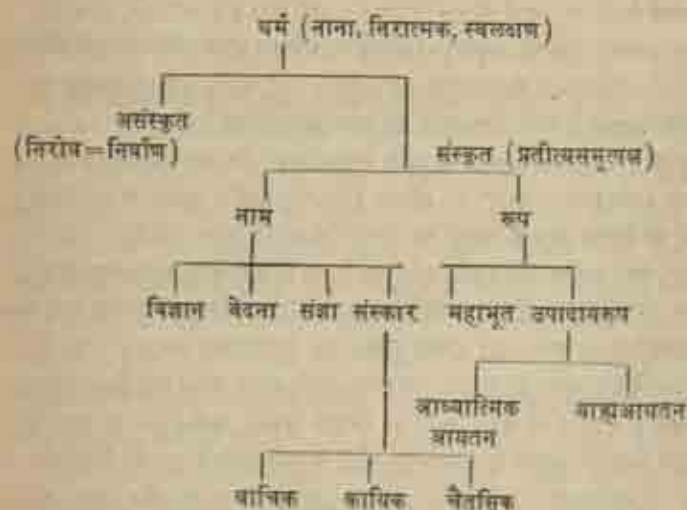 धर्म (नाना, निरात्मक, स्वलक्षण)
असंस्कृत
(निरोध=निर्वाण)
संस्कृत (प्रतीत्यसमुत्पन्न)
नाम रूप
विज्ञान वेदना संज्ञा संस्कार महाभूत उपादायरूप
आध्यात्मिक बाह्यआयतन
आयतन
वाचिक कायिक चैतसिक